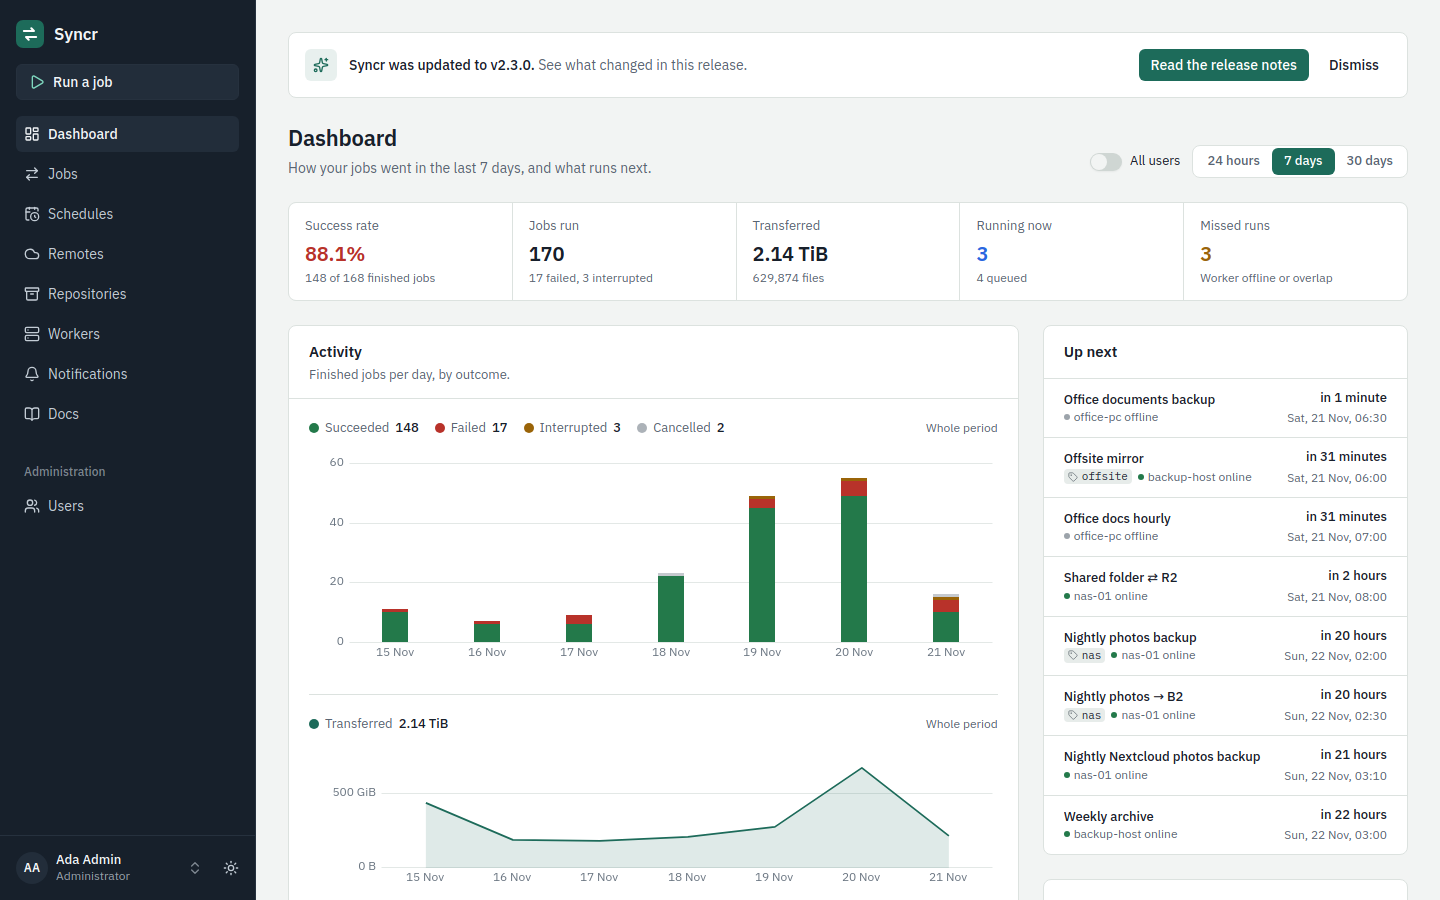 Syncr
Run a job
Dashboard
Jobs
Schedules
Remotes
Repositories
Workers
Notifications
Docs
Administration
Users
AA
Ada Admin
Administrator
Syncr was updated to v2.3.0. See what changed in this release.
Read the release notes
Dismiss
Dashboard
How your jobs went in the last 7 days, and what runs next.
All users
24 hours
7 days
30 days
Success rate
88.1%
148 of 168 finished jobs
Jobs run
170
17 failed, 3 interrupted
Transferred
2.14 TiB
629,874 files
Running now
3
4 queued
Missed runs
3
Worker offline or overlap
Activity
Finished jobs per day, by outcome.
Succeeded 148
Failed 17
Interrupted 3
Cancelled 2
Whole period
60
40
20
0
15 Nov
16 Nov
17 Nov
18 Nov
19 Nov
20 Nov
21 Nov
Transferred 2.14 TiB
Whole period
500 GiB
0 B
15 Nov
16 Nov
17 Nov
18 Nov
19 Nov
20 Nov
21 Nov
Up next
Office documents backup
in 1 minute
office-pc offline
Sat, 21 Nov, 06:30
Offsite mirror
in 31 minutes
offsite
backup-host online
Sat, 21 Nov, 06:00
Office docs hourly
in 31 minutes
office-pc offline
Sat, 21 Nov, 07:00
Shared folder ⇄ R2
in 2 hours
nas-01 online
Sat, 21 Nov, 08:00
Nightly photos backup
in 20 hours
nas
nas-01 online
Sun, 22 Nov, 02:00
Nightly photos → B2
in 20 hours
nas
nas-01 online
Sun, 22 Nov, 02:30
Nightly Nextcloud photos backup
in 21 hours
nas-01 online
Sun, 22 Nov, 03:10
Weekly archive
in 22 hours
backup-host online
Sun, 22 Nov, 03:00